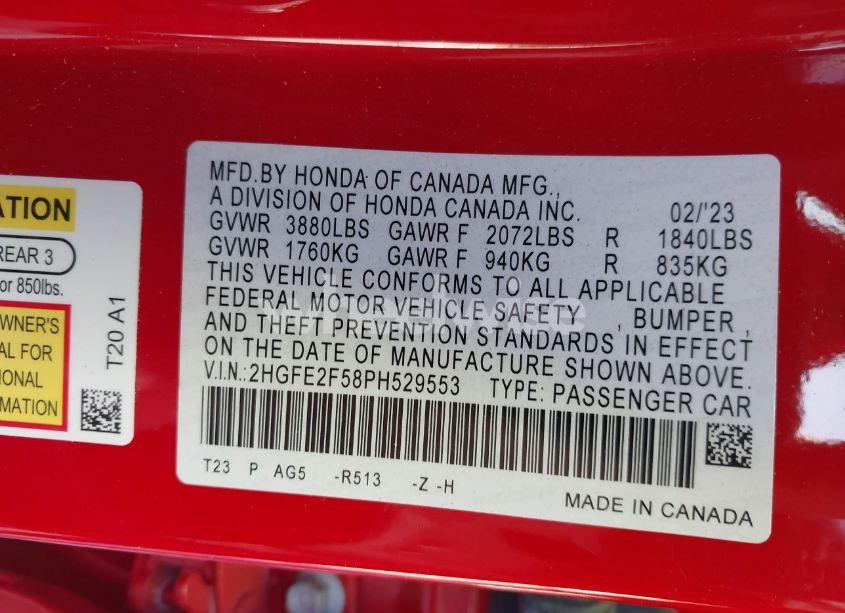 ATION
REAR 3
or 850lbs.
OWNER'S
AL FOR
IONAL
RMATION
T20 A1
MFD.BY HONDA OF CANADA MFG.,
A DIVISION OF HONDA CANADA INC. 02/'23
GVWR 3880LBS GAWR F 2072LBS R 1840LBS
GVWR 1760KG GAWR F 940KG R 835KG
THIS VEHICLE CONFORMS TO ALL APPLICABLE
FEDERAL MOTOR VEHICLE SAFETY , BUMPER ,
AND THEFT PREVENTION STANDARDS IN EFFECT
ON THE DATE OF MANUFACTURE SHOWN ABOVE.
V.I.N.:2HGFE2F58PH529553 TYPE: PASSENGER CAR
T23 P AG5 -R513 -Z -H
MADE IN CANADA